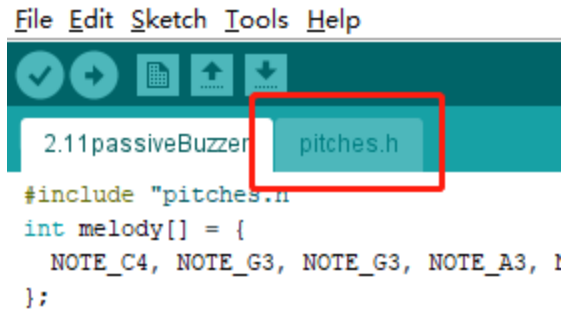 File Edit Sketch Tools Help
2.11passiveBuzzer pitches.h
#include "pitches.h
int melody[] = {
NOTE_C4, NOTE_G3, NOTE_G3, NOTE_A3,
};